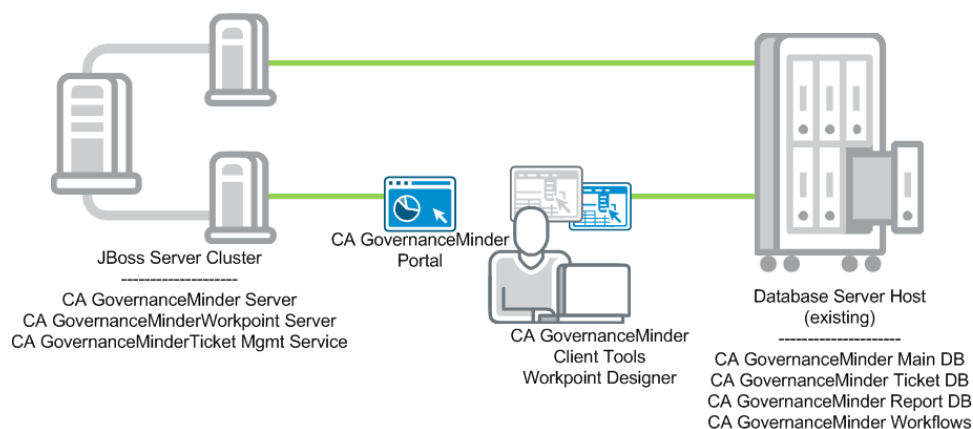 JBoss Server Cluster
--------------------
CA GovernanceMinder Server
CA GovernanceMinderWorkpoint Server
CA GovernanceMinderTicket Mgmt Service
CA GovernanceMinder
Portal
CA GovernanceMinder
Client Tools
Workpoint Designer
Database Server Host
(existing)
---------------------
CA GovernanceMinder Main DB
CA GovernanceMinder Ticket DB
CA GovernanceMinder Report DB
CA GovernanceMinder Workflows